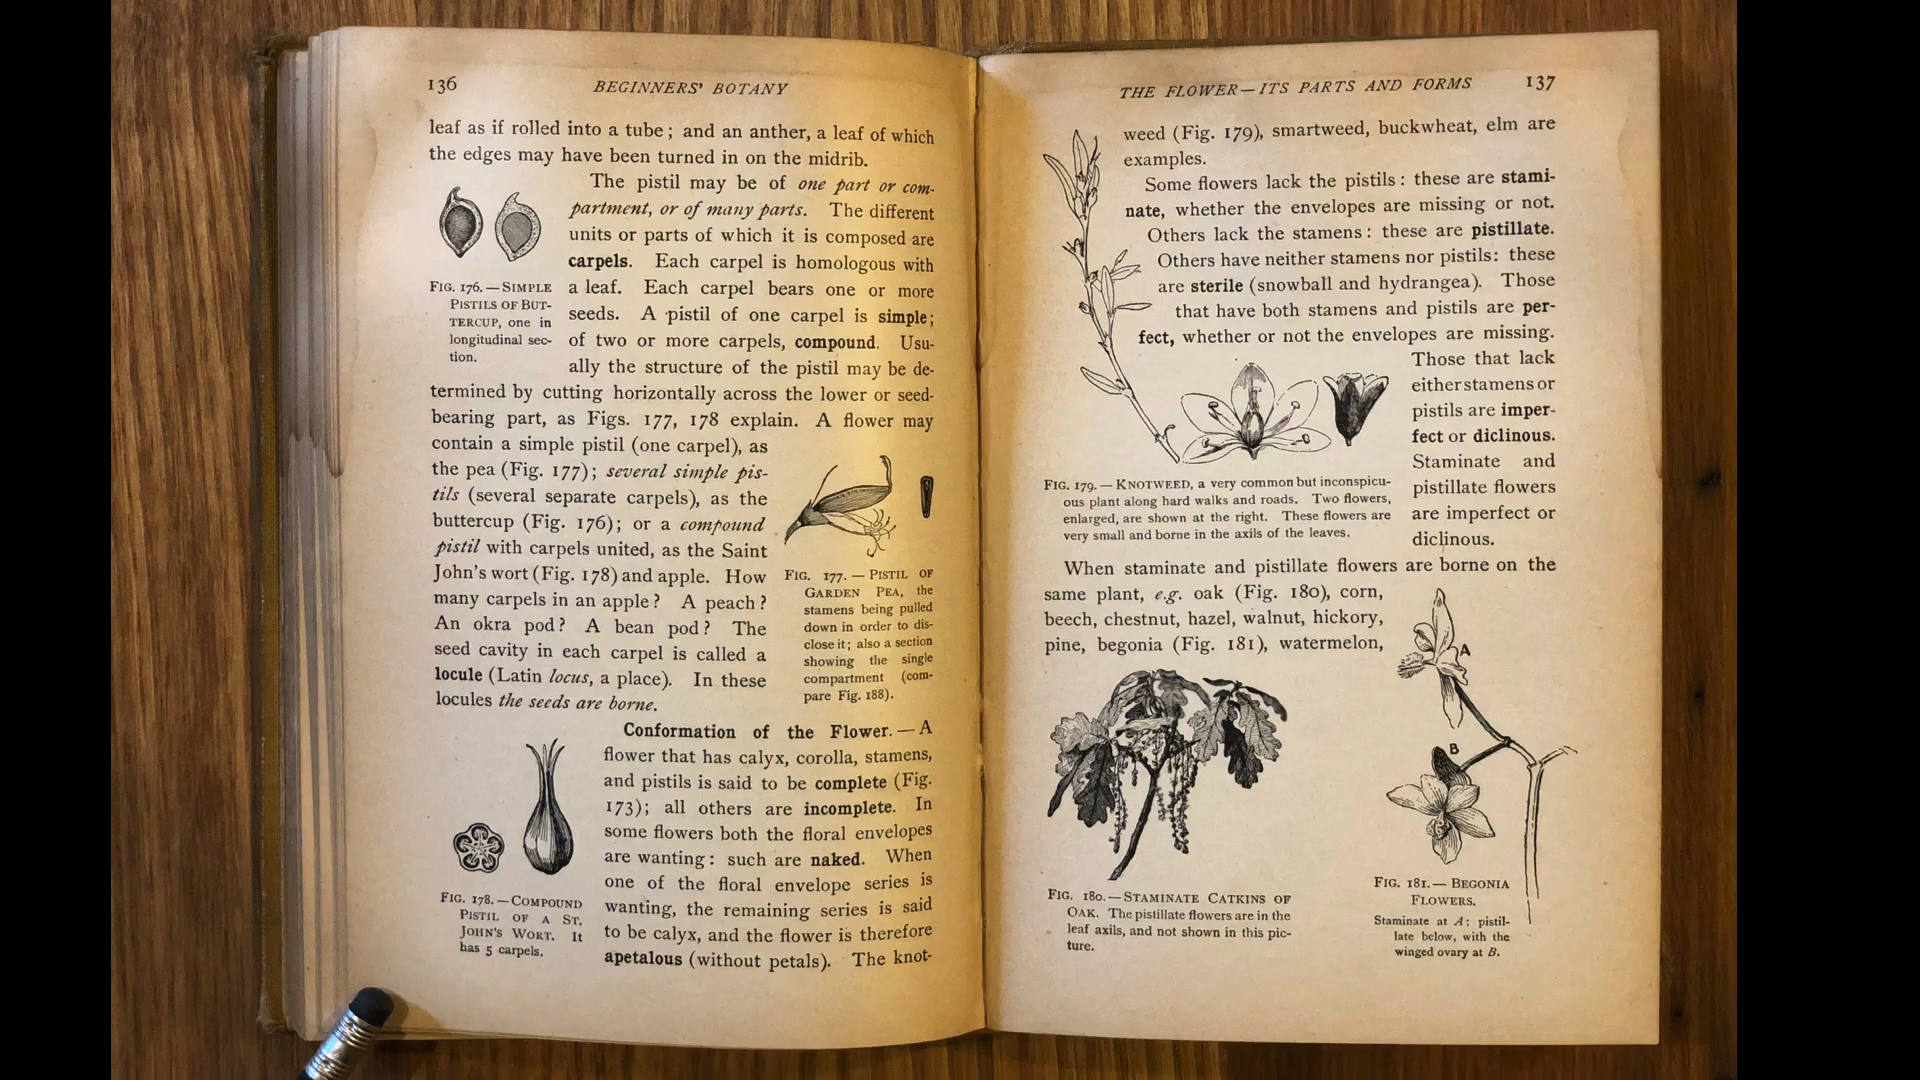 136
BEGINNERS' BOTANY
leaf as if rolled into a tube; and an anther, a leaf of which
the edges may have been turned in on the midrib.
The pistil may be of one part or com-
partment, or of many parts. The different
units or parts of which it is composed are
carpels. Each carpel is homologous with
a leaf. Each carpel bears one or more
seeds. A pistil of one carpel is simple;
of two or more carpels, compound. Usu-
ally the structure of the pistil may be de-
FIG. 176.—SIMPLE
PISTILS OF BUT-
TERCUP, one in
longitudinal sec-
tion.
termined by cutting horizontally across the lower or seed-
bearing part, as Figs. 177, 178 explain. A flower may
contain a simple pistil (one carpel), as
the pea (Fig. 177); several simple pis-
tils (several separate carpels), as the
buttercup (Fig. 176); or a compound
pistil with carpels united, as the Saint
John's wort (Fig. 178) and apple. How
many carpels in an apple? A peach?
An okra pod? A bean pod? The
seed cavity in each carpel is called a
locule (Latin locus, a place). In these
locules the seeds are borne.
FIG. 177.—PISTIL OF
GARDEN PEA, the
stamens being pulled
down in order to dis-
close it; also a section
showing the single
compartment (com-
pare Fig. 188).
Conformation of the Flower.—A
flower that has calyx, corolla, stamens,
and pistils is said to be complete (Fig.
173); all others are incomplete. In
some flowers both the floral envelopes
are wanting: such are naked. When
one of the floral envelope series is
wanting, the remaining series is said
to be calyx, and the flower is therefore
apetalous (without petals). The knot-
FIG. 178.—COMPOUND
PISTIL OF A ST.
JOHN'S WORT. It
has 5 carpels.
THE FLOWER—ITS PARTS AND FORMS
137
weed (Fig. 179), smartweed, buckwheat, elm are
examples.
Some flowers lack the pistils: these are stami-
nate, whether the envelopes are missing or not.
Others lack the stamens: these are pistillate.
Others have neither stamens nor pistils: these
are sterile (snowball and hydrangea). Those
that have both stamens and pistils are per-
fect, whether or not the envelopes are missing.
Those that lack
either stamens or
pistils are imper-
fect or diclinous.
Staminate and
pistillate flowers
are imperfect or
diclinous.
FIG. 179.—KNOTWEED, a very common but inconspicu-
ous plant along hard walks and roads. Two flowers,
enlarged, are shown at the right. These flowers are
very small and borne in the axils of the leaves.
When staminate and pistillate flowers are borne on the
same plant, e.g. oak (Fig. 180), corn,
beech, chestnut, hazel, walnut, hickory,
pine, begonia (Fig. 181), watermelon,
A
B
FIG. 180.—STAMINATE CATKINS OF
OAK. The pistillate flowers are in the
leaf axils, and not shown in this pic-
ture.
FIG. 181.—BEGONIA
FLOWERS.
Staminate at A; pistil-
late below, with the
winged ovary at B.